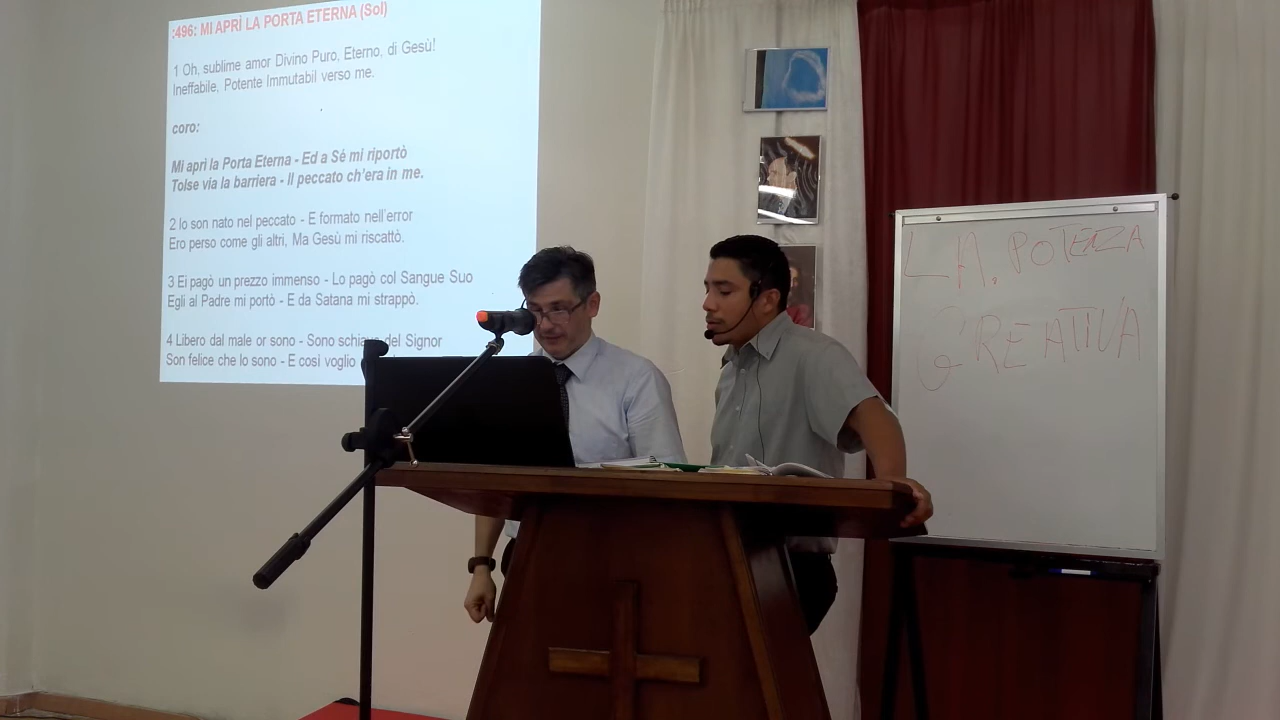 :496: MI APRÌ LA PORTA ETERNA (Sol)
1 Oh, sublime amor Divino Puro, Eterno, di Gesù!
Ineffabile, Potente Immutabil verso me.
coro:
Mi apri la Porta Eterna - Ed a Sé mi riportò
Tolse via la barriera - Il peccato ch'era in me.
2 Io son nato nel peccato - E formato nell'error
Ero perso come gli altri, Ma Gesù mi riscattò.
3 Ei pagò un prezzo immenso - Lo pagò col Sangue Suo
Egli al Padre mi portò - E da Satana mi strappò.
4 Libero dal male or sono - Sono schiavo del Signor
Son felice che lo sono - E così voglio
LA. POTENZA
CREATIVA